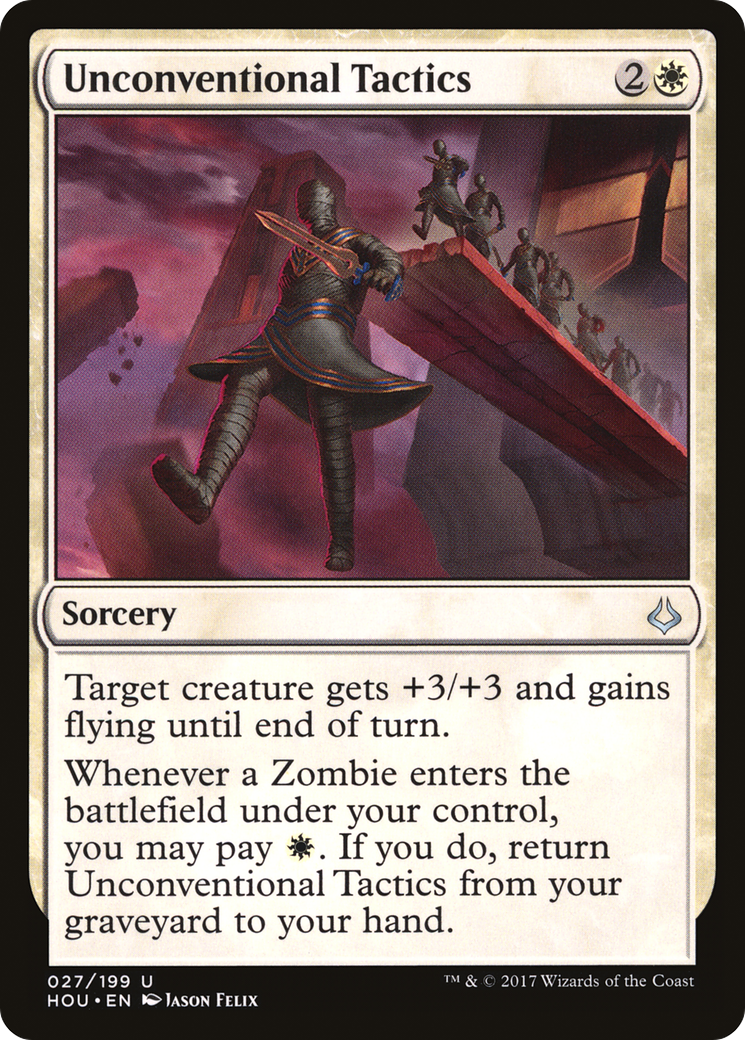 Unconventional Tactics 2
Sorcery
Target creature gets +3/+3 and gains
flying until end of turn.
Whenever a Zombie enters the
battlefield under your control,
you may pay . If you do, return
Unconventional Tactics from your
graveyard to your hand.
027/199 U
HOU • EN Jason Felix
™ & © 2017 Wizards of the Coast